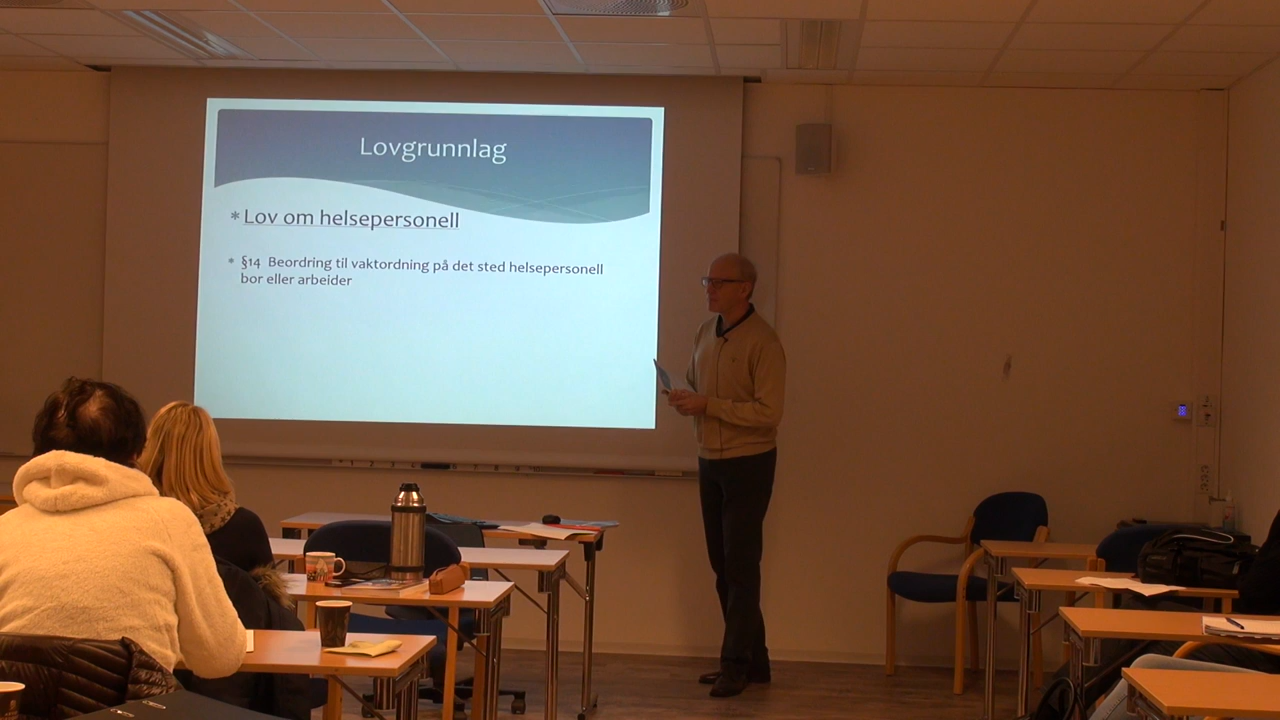 Lovgrunnlag
* Lov om helsepersonell
* §14 Beordring til vaktordning på det sted helsepersonell
bor eller arbeider